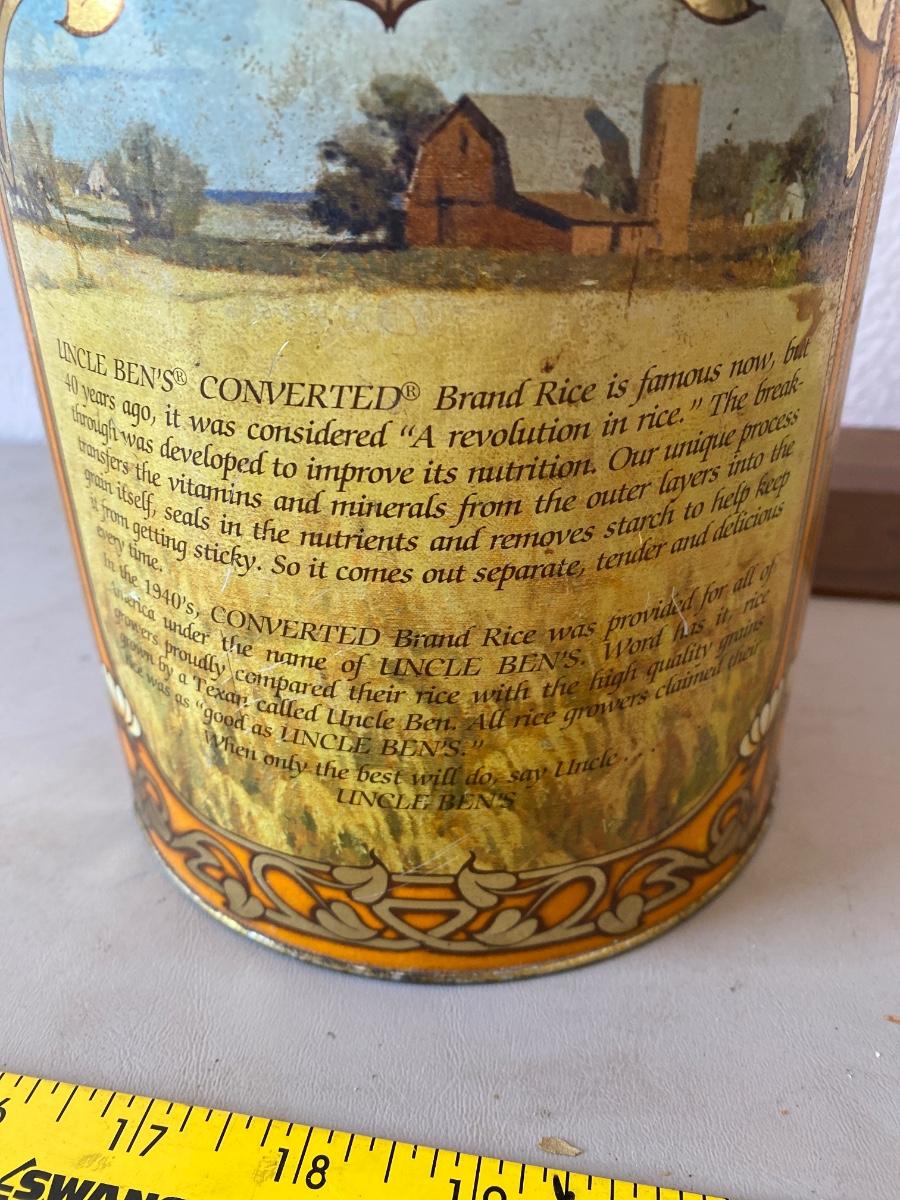 UNCLE BEN'S® CONVERTED® Brand Rice is famous now, but
40 years ago, it was considered “A revolution in rice.” The break-
through was developed to improve its nutrition. Our unique process
transfers the vitamins and minerals from the outer layers into the
grain itself, seals in the nutrients and removes starch to help keep
it from getting sticky. So it comes out separate, tender and delicious
every time.
In the 1940's, CONVERTED Brand Rice was provided for all of
America under the name of UNCLE BEN'S. Word has it, rice
growers proudly compared their rice with the high quality grains
grown by a Texan called Uncle Ben. All rice growers claimed their
rice was as “good as UNCLE BEN'S.”
When only the best will do, say Uncle . . .
UNCLE BEN'S
17 18 19
SWANS